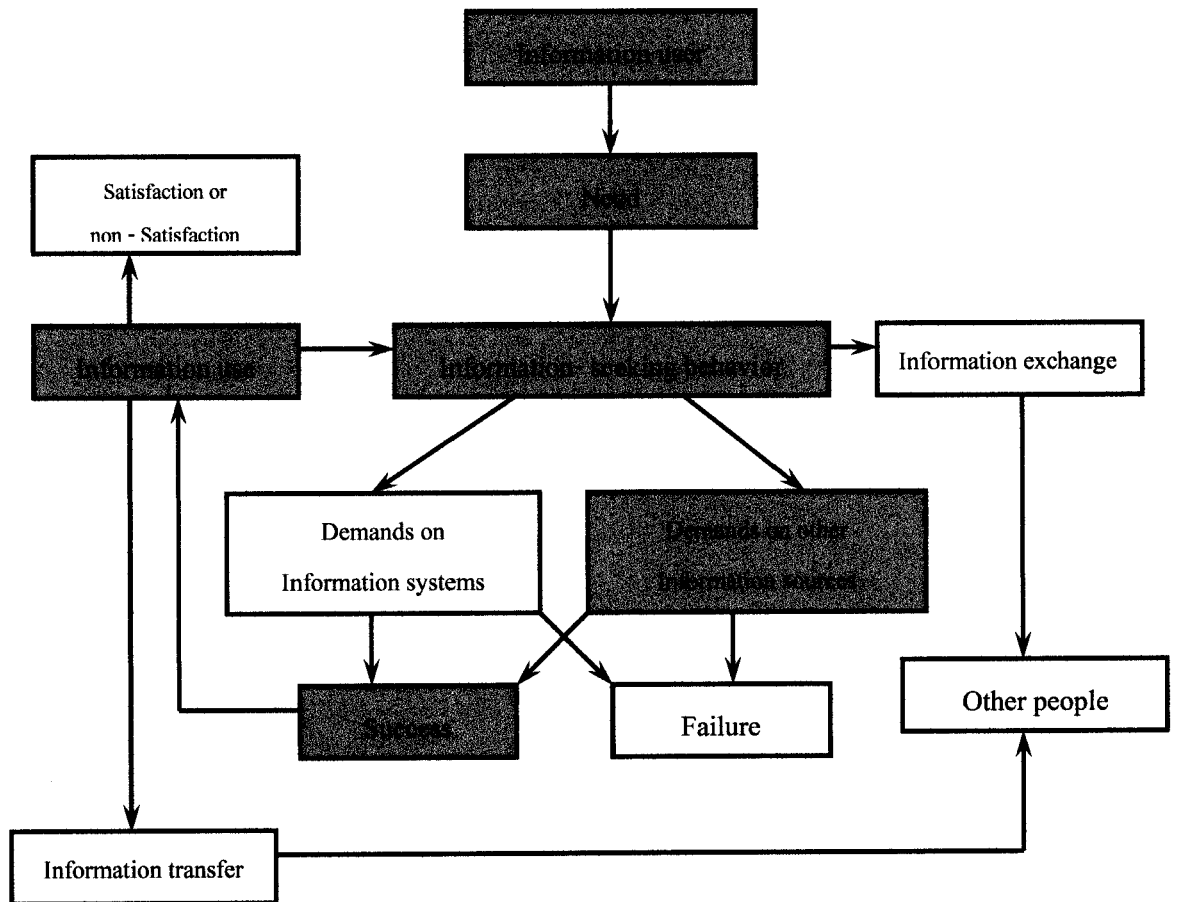 Information user
Need
Satisfaction or
non - Satisfaction
Information use
Information- seeking behavior
Information exchange
Demands on
Information systems
Demands on other
Information sources
Success
Failure
Other people
Information transfer